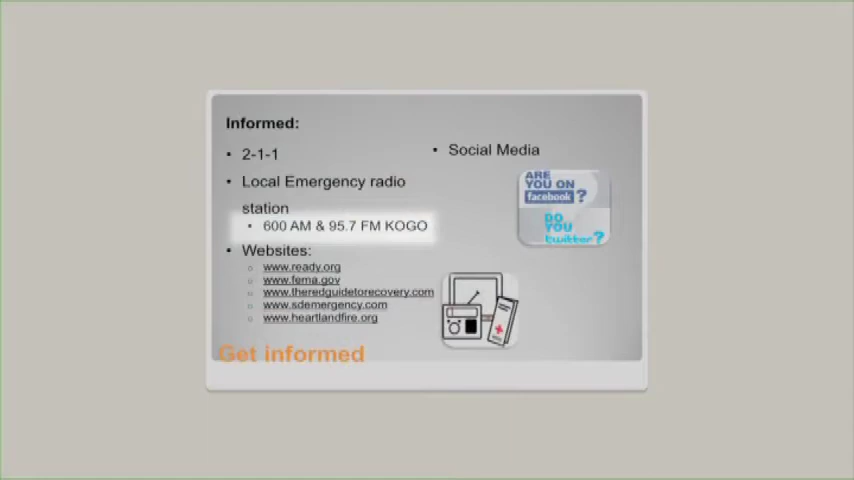 Informed:
• 2-1-1
• Local Emergency radio
station
• 600 AM & 95.7 FM KOGO
• Websites:
o www.ready.org
o www.fema.gov
o www.theredguidetorecovery.com
o www.sdemergency.com
o www.heartlandfire.org
• Social Media
ARE
YOU ON
facebook ?
DO
YOU
twitter?
Get informed